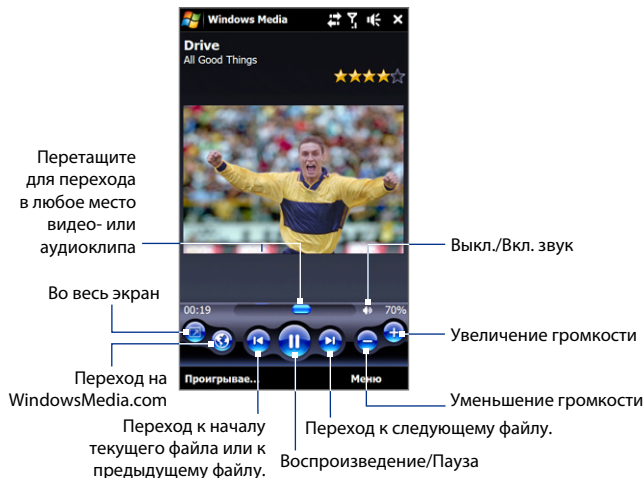 Windows Media
Drive
All Good Things
Перетащите
для перехода
в любое место
видео- или
аудиоклипа
Выкл./Вкл. звук
Во весь экран
00:19
70%
Увеличение громкости
Переход на
WindowsMedia.com
Проигрывае...
Меню
Уменьшение громкости
Переход к началу
текущего файла или к
предыдущему файлу.
Переход к следующему файлу.
Воспроизведение/Пауза